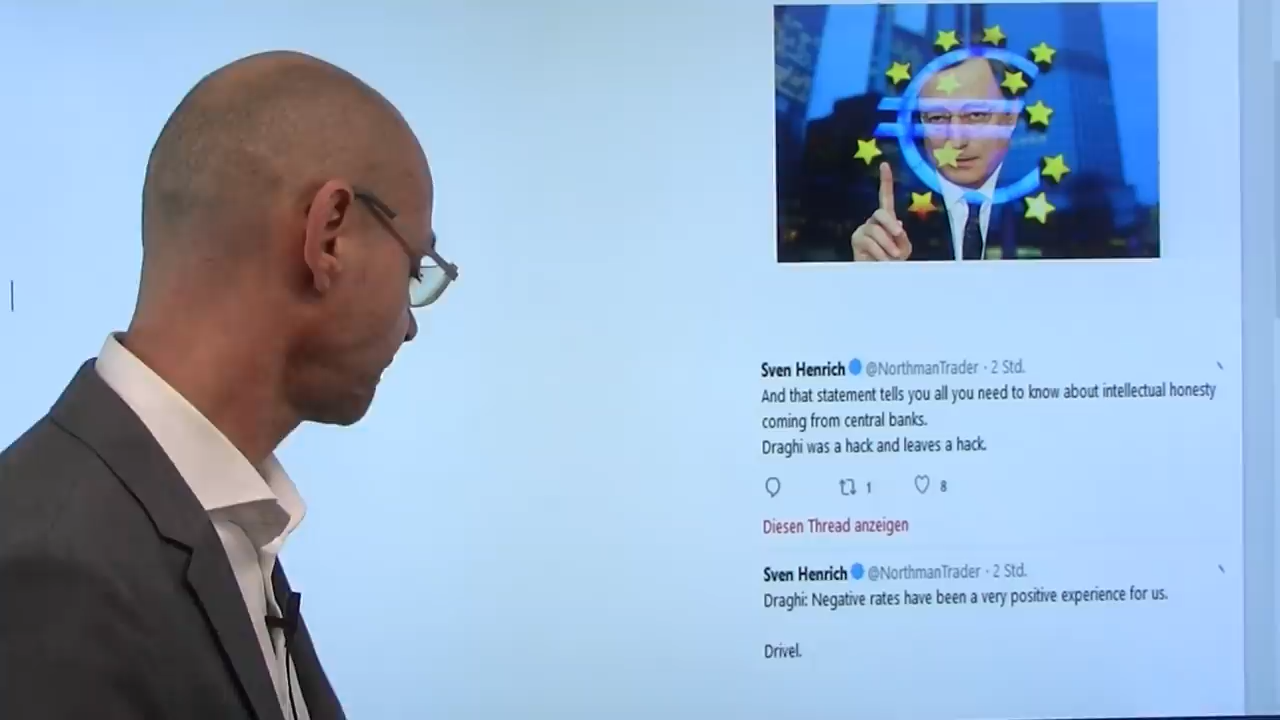 Sven Henrich @NorthmanTrader · 2 Std.
And that statement tells you all you need to know about intellectual honesty
coming from central banks.
Draghi was a hack and leaves a hack.
1 8
Diesen Thread anzeigen
Sven Henrich @NorthmanTrader · 2 Std.
Draghi: Negative rates have been a very positive experience for us.
Drivel.